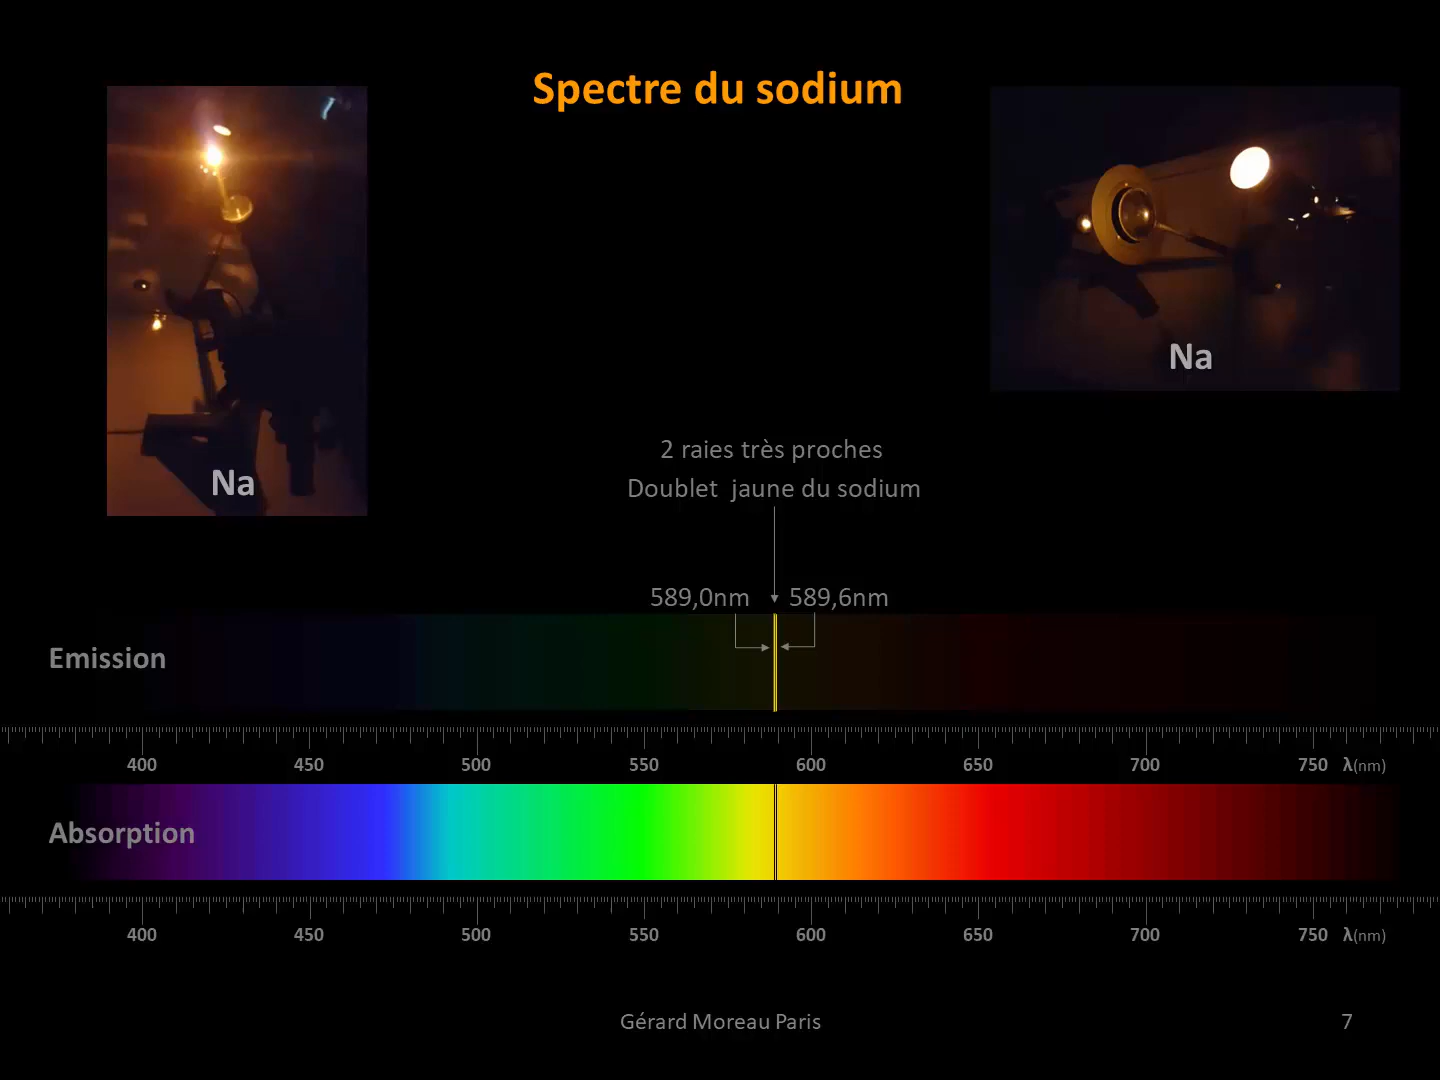 Spectre du sodium
Na
Na
2 raies très proches
Doublet  jaune du sodium
589,0nm
589,6nm
Emission
400 450 500 550 600 650 700 750 λ(nm)
Absorption
400 450 500 550 600 650 700 750 λ(nm)
Gérard Moreau Paris
7